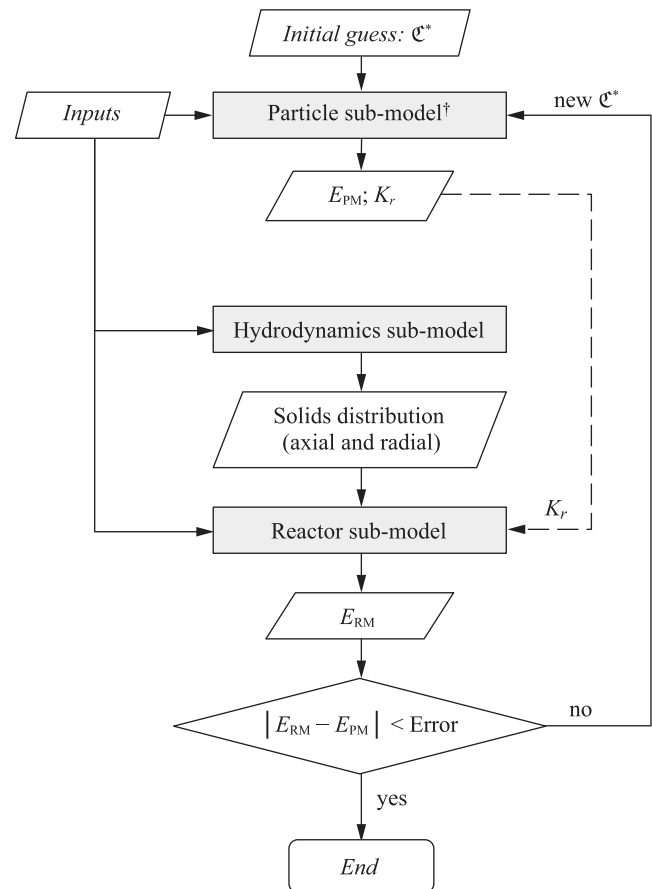 Initial guess: ℭ*
Inputs
Particle sub-model†
new ℭ*
E_PM; K_r
Hydrodynamics sub-model
Solids distribution
(axial and radial)
K_r
Reactor sub-model
E_RM
|E_RM − E_PM| < Error
no
yes
End